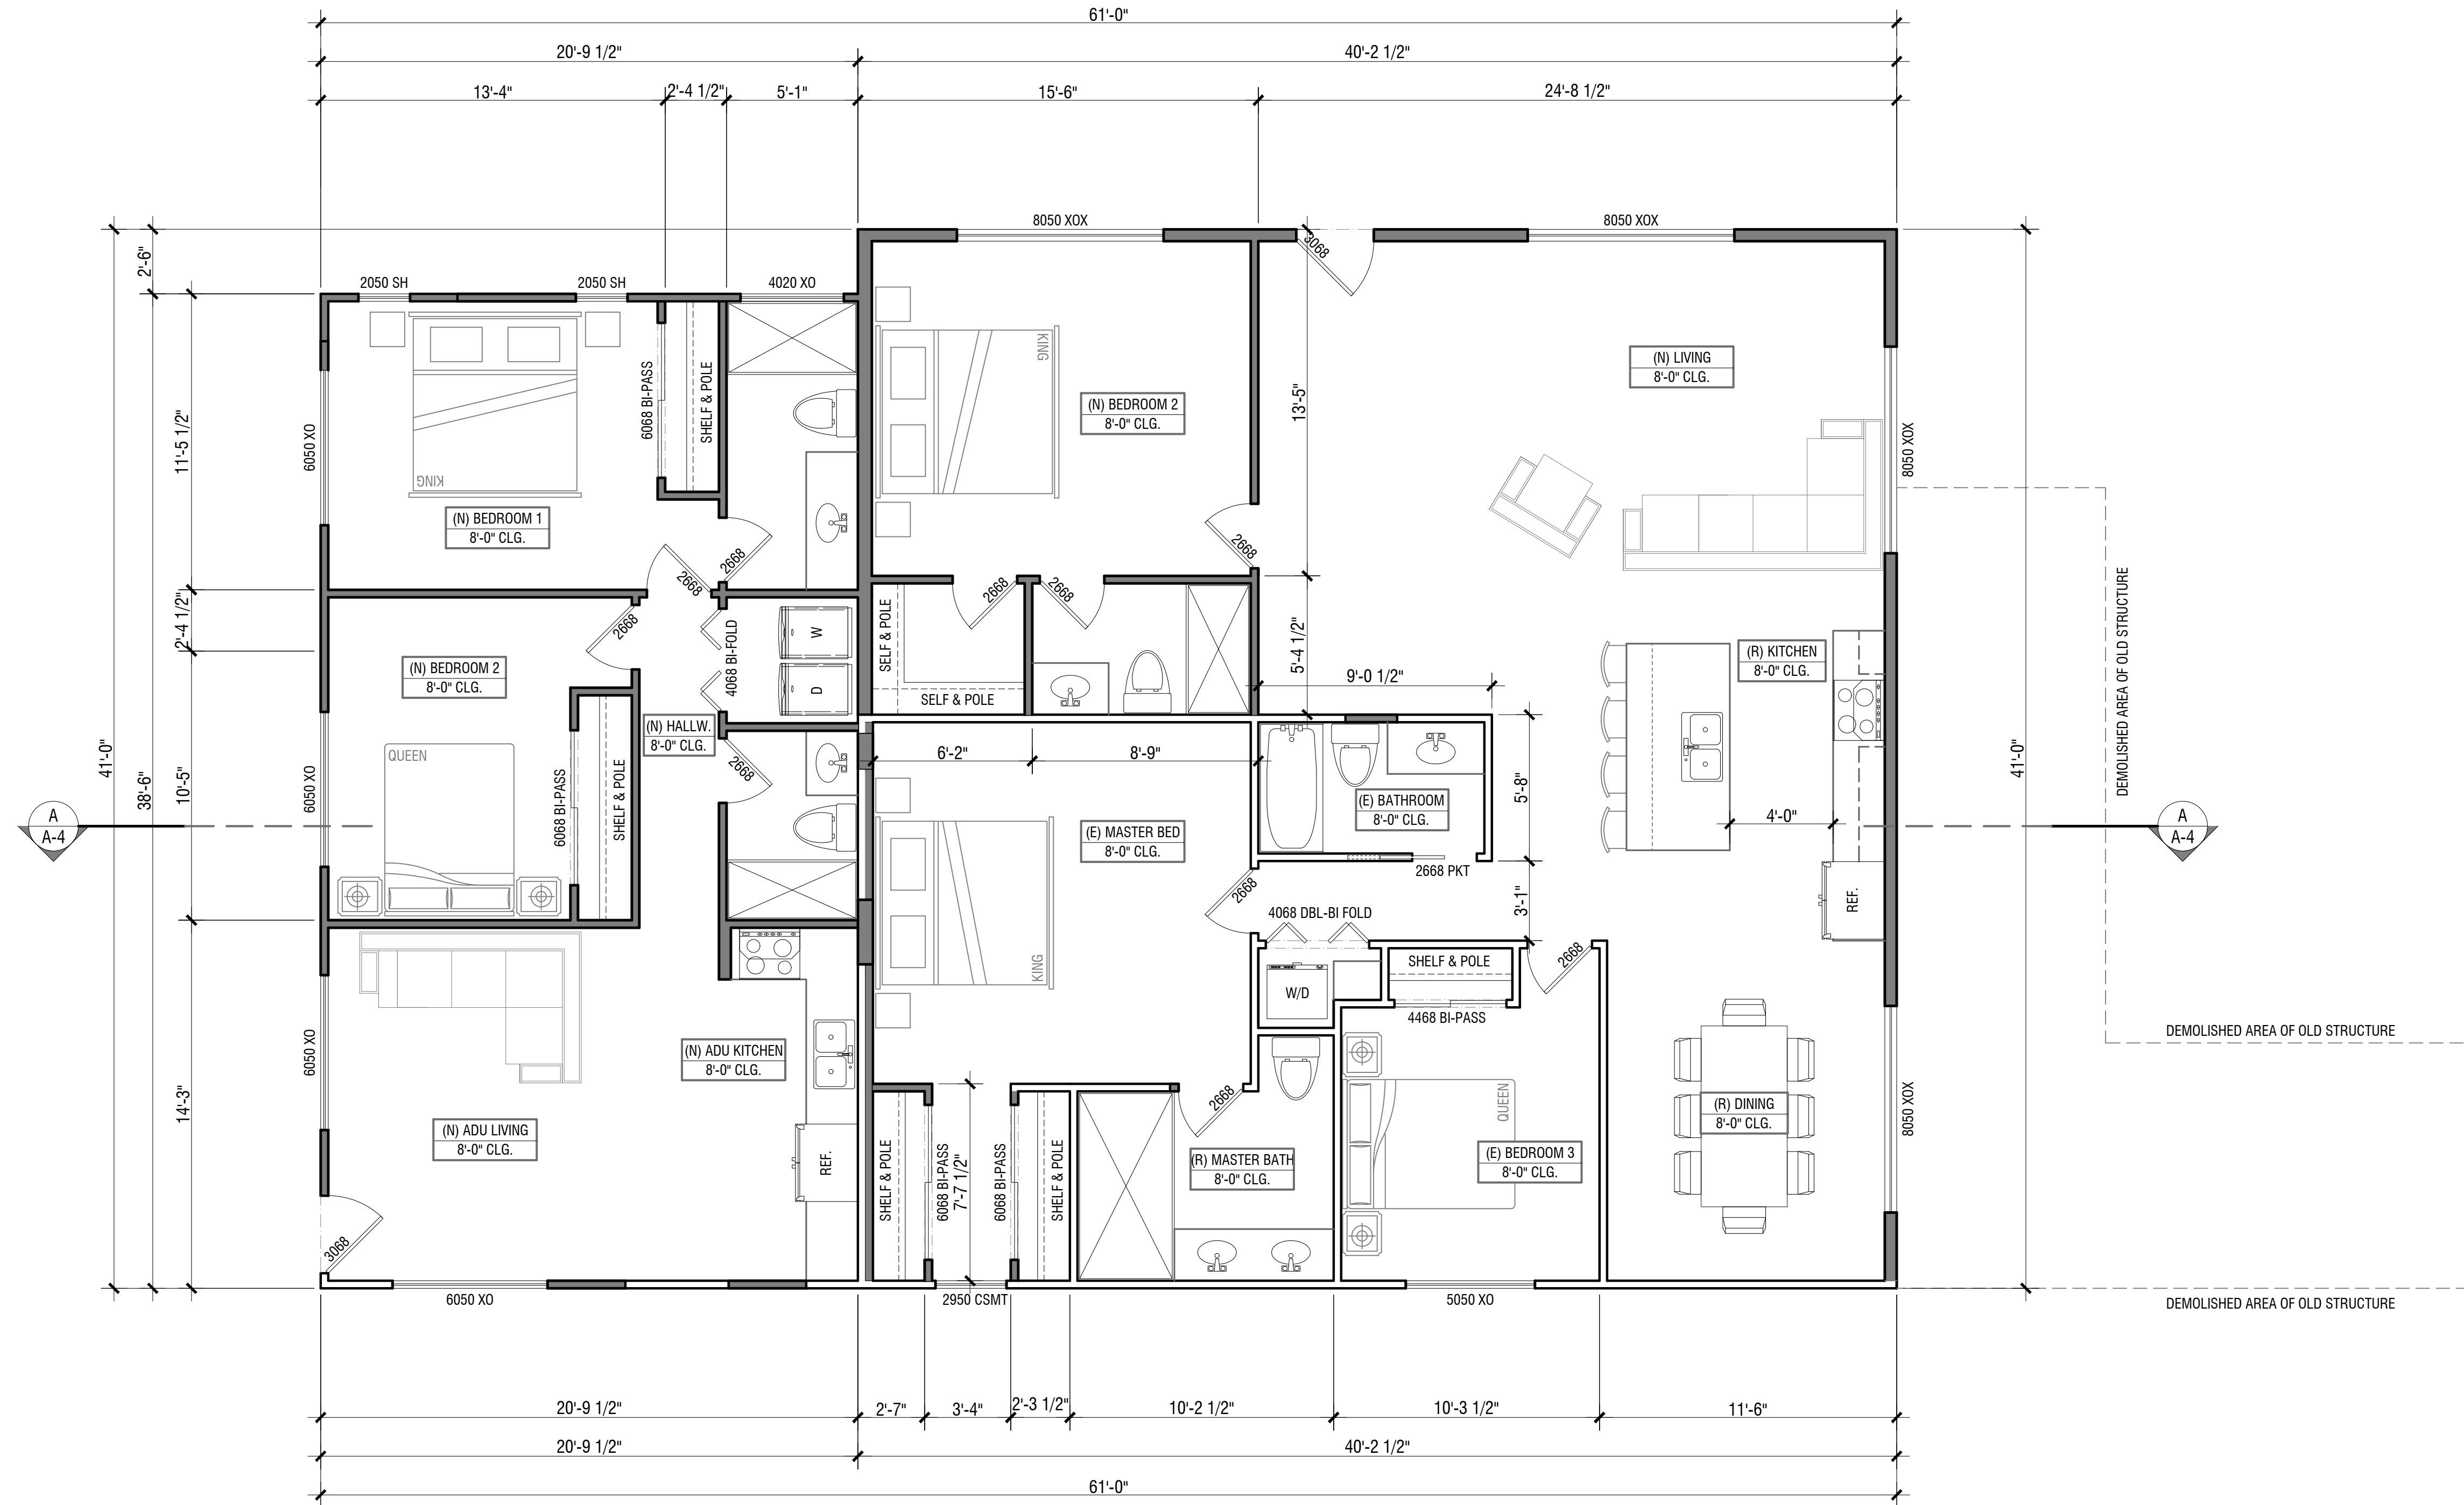 61'-0"
20'-9 1/2"
40'-2 1/2"
13'-4"
2'-4 1/2"
5'-1"
15'-6"
24'-8 1/2"
8050 XOX
8050 XOX
3068
2'-6"
2050 SH
2050 SH
4020 XO
KING
(N) LIVING
8'-0" CLG.
6068 BI-PASS
SHELF & POLE
(N) BEDROOM 2
8'-0" CLG.
13'-5"
11'-5 1/2"
6050 XO
8050 XOX
KING
(N) BEDROOM 1
8'-0" CLG.
2668
2668
2668
2668
2668
2'-4 1/2"
2668
4068 BI-FOLD
W
D
SELF & POLE
SELF & POLE
5'-4 1/2"
9'-0 1/2"
(R) KITCHEN
8'-0" CLG.
DEMOLISHED AREA OF OLD STRUCTURE
(N) BEDROOM 2
8'-0" CLG.
(N) HALLW.
8'-0" CLG.
41'-0"
38'-6"
10'-5"
6050 XO
QUEEN
6068 BI-PASS
SHELF & POLE
2668
6'-2"
8'-9"
5'-8"
41'-0"
(E) BATHROOM
8'-0" CLG.
4'-0"
A
A-4
A
A-4
(E) MASTER BED
8'-0" CLG.
2668 PKT
REF.
2668
3'-1"
4068 DBL-BI FOLD
KING
SHELF & POLE
2668
W/D
4468 BI-PASS
DEMOLISHED AREA OF OLD STRUCTURE
6050 XO
(N) ADU KITCHEN
8'-0" CLG.
14'-3"
(N) ADU LIVING
8'-0" CLG.
REF.
SHELF & POLE
6068 BI-PASS
7'-7 1/2"
6068 BI-PASS
SHELF & POLE
2668
(R) MASTER BATH
8'-0" CLG.
QUEEN
(E) BEDROOM 3
8'-0" CLG.
(R) DINING
8'-0" CLG.
8050 XOX
3068
6050 XO
2950 CSMT
5050 XO
DEMOLISHED AREA OF OLD STRUCTURE
20'-9 1/2"
2'-7"
3'-4"
2'-3 1/2"
10'-2 1/2"
10'-3 1/2"
11'-6"
20'-9 1/2"
40'-2 1/2"
61'-0"